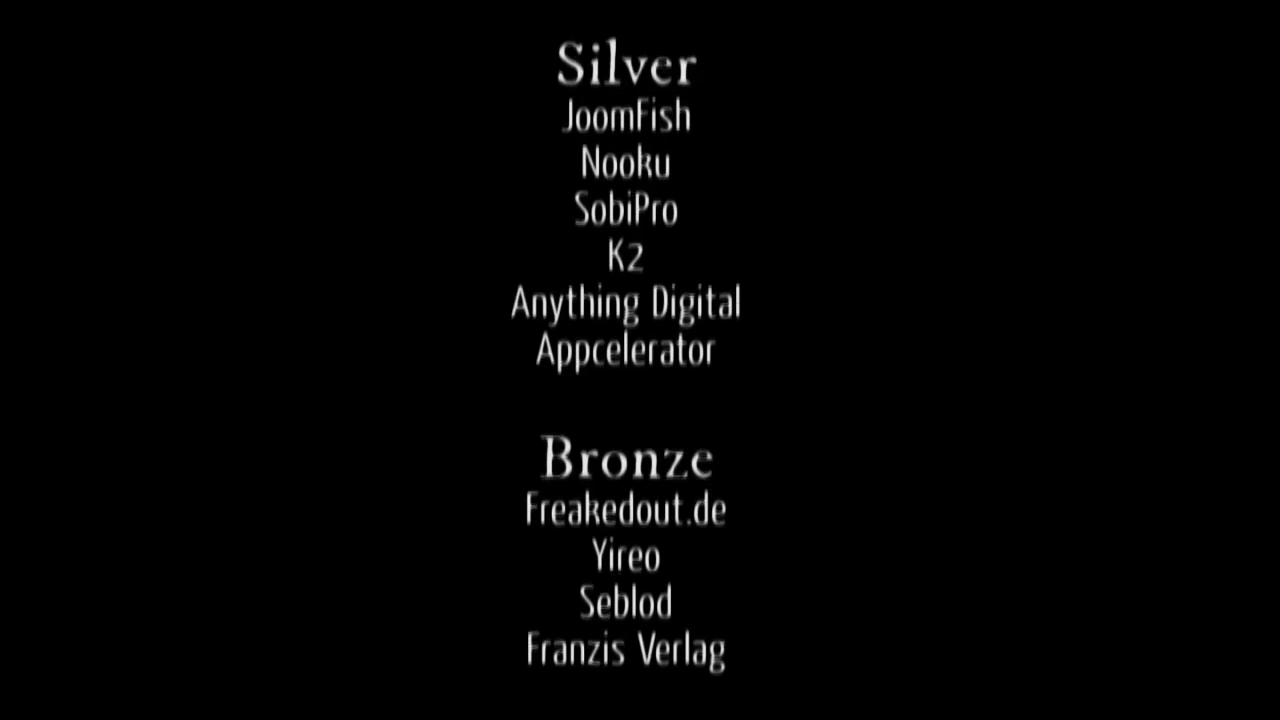 Silver
JoomFish
Nooku
SobiPro
K2
Anything Digital
Appcelerator
Bronze
Freakedout.de
Yireo
Seblod
Franzis Verlag